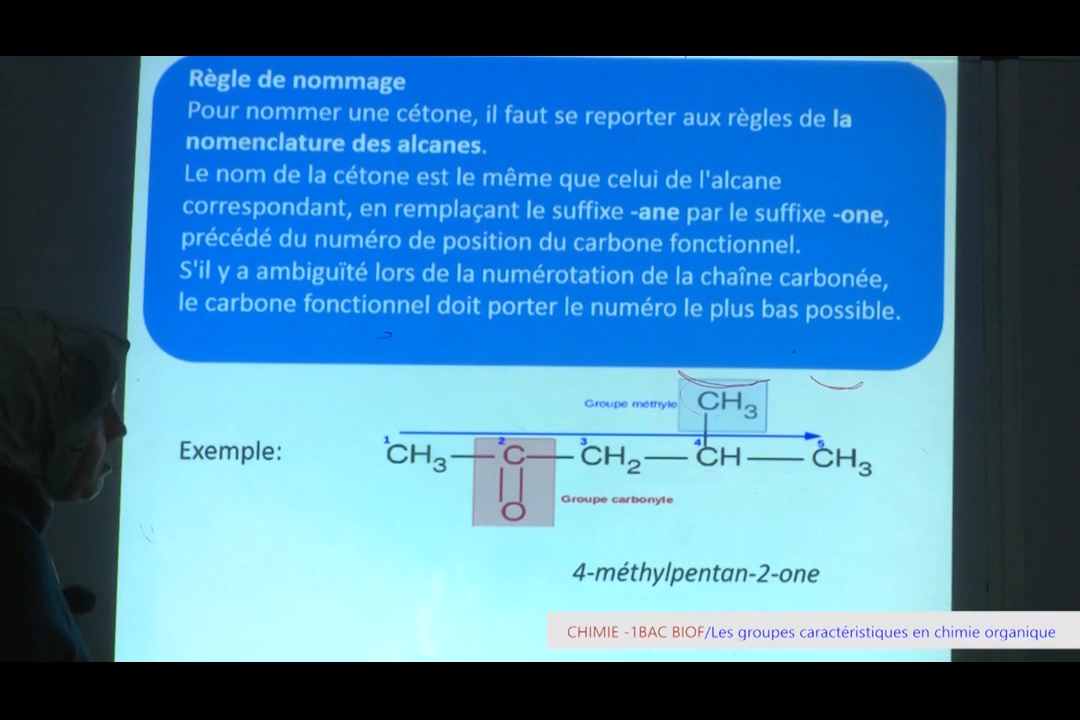 Règle de nommage
Pour nommer une cétone, il faut se reporter aux règles de la
nomenclature des alcanes.
Le nom de la cétone est le même que celui de l'alcane
correspondant, en remplaçant le suffixe -ane par le suffixe -one,
précédé du numéro de position du carbone fonctionnel.
S'il y a ambiguïté lors de la numérotation de la chaîne carbonée,
le carbone fonctionnel doit porter le numéro le plus bas possible.
Groupe méthyle CH3
1 2 3 4 5
Exemple: CH3 C CH2 CH CH3
Groupe carbonyle
O
4-méthylpentan-2-one
CHIMIE -1BAC BIOF/Les groupes caractéristiques en chimie organique